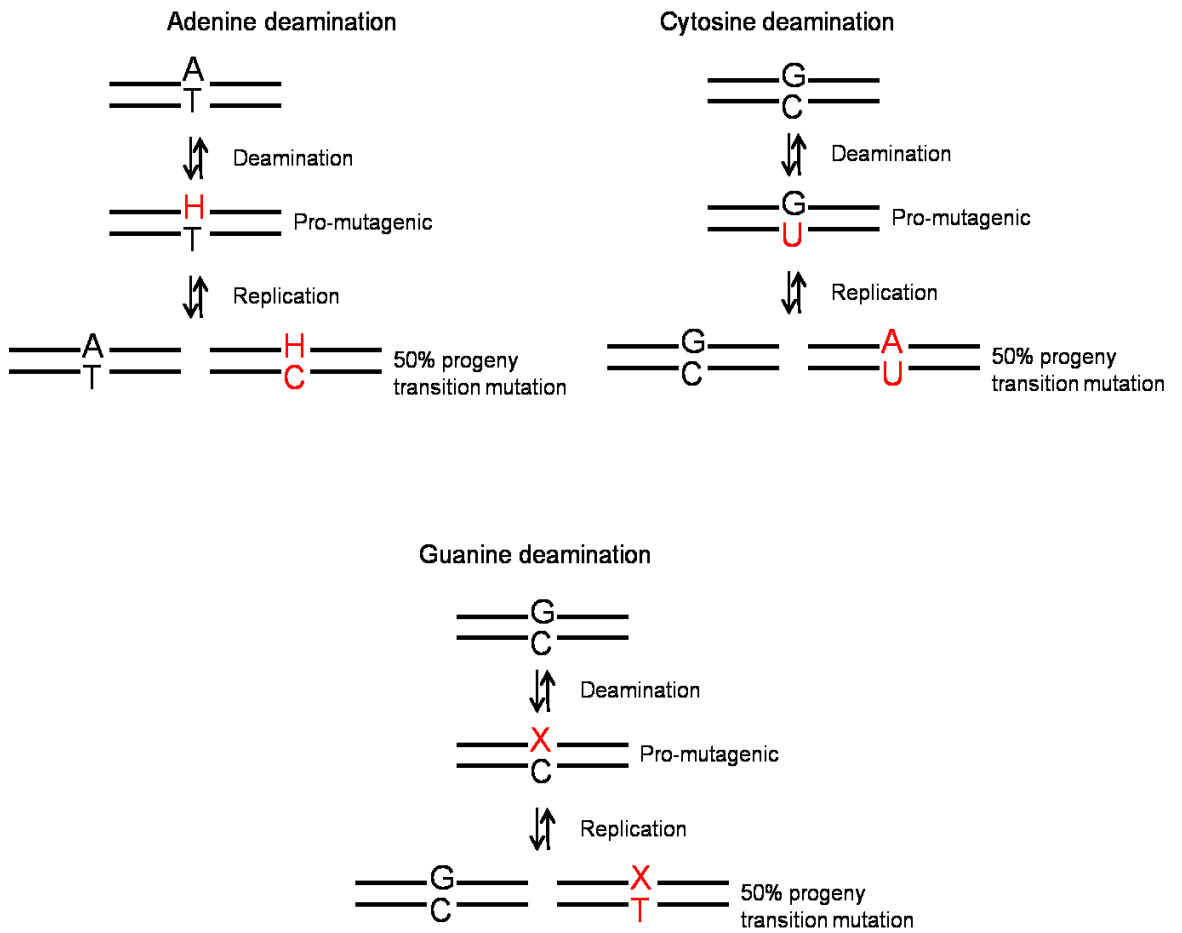 Adenine deamination
A
T
Deamination
H
T
Pro-mutagenic
Replication
A
T
H
C
50% progeny
transition mutation
Cytosine deamination
G
C
Deamination
G
U
Pro-mutagenic
Replication
G
C
A
U
50% progeny
transition mutation
Guanine deamination
G
C
Deamination
X
C
Pro-mutagenic
Replication
G
C
X
T
50% progeny
transition mutation